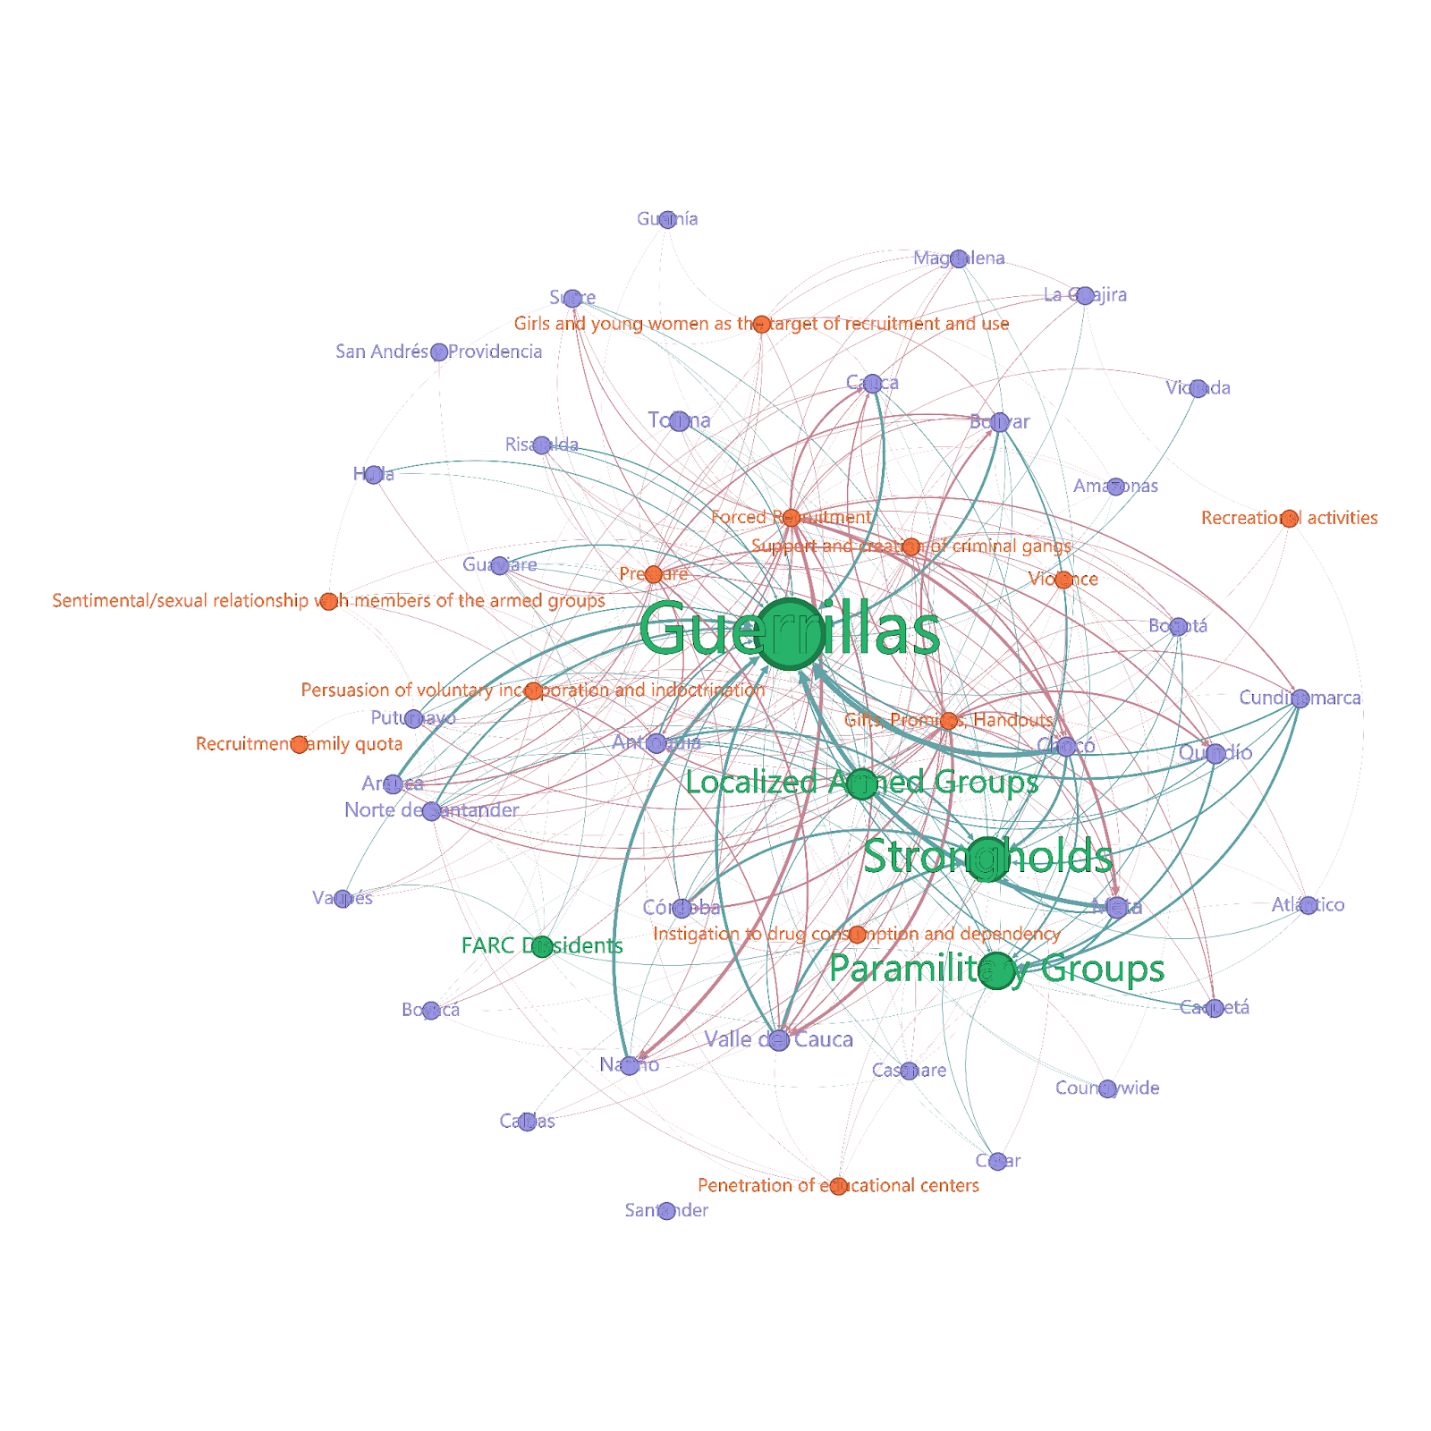 Guainía
Magdalena
La Guajira
Sucre
Girls and young women as the target of recruitment and use
San Andrés y Providencia
Cauca
Vichada
Tolima
Bolívar
Risaralda
Huila
Amazonas
Forced Recruitment
Recreational activities
Support and creation of criminal gangs
Guaviare
Pressure
Violence
Sentimental/sexual relationship with members of the armed groups
Guerrillas
Bogotá
Persuasion of voluntary incorporation and indoctrination
Cundinamarca
Putumayo
Gifts, Promises, Handouts
Recruitment family quota
Antioquia
Chocó
Quindío
Arauca
Localized Armed Groups
Norte de Santander
Strongholds
Vaupés
Córdoba
Meta
Atlántico
Instigation to drug consumption and dependency
FARC Dissidents
Paramilitary Groups
Boyacá
Caquetá
Valle del Cauca
Nariño
Casanare
Countrywide
Caldas
Cesar
Penetration of educational centers
Santander